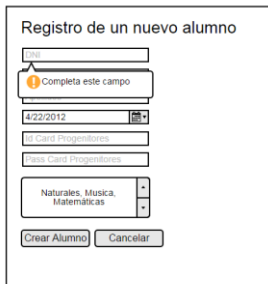 Registro de un nuevo alumno
DNI
Completa este campo
4/22/2012
Id Card Progenitores
Pass Card Progenitores
Naturales, Musica,
Matemáticas
Crear Alumno
Cancelar